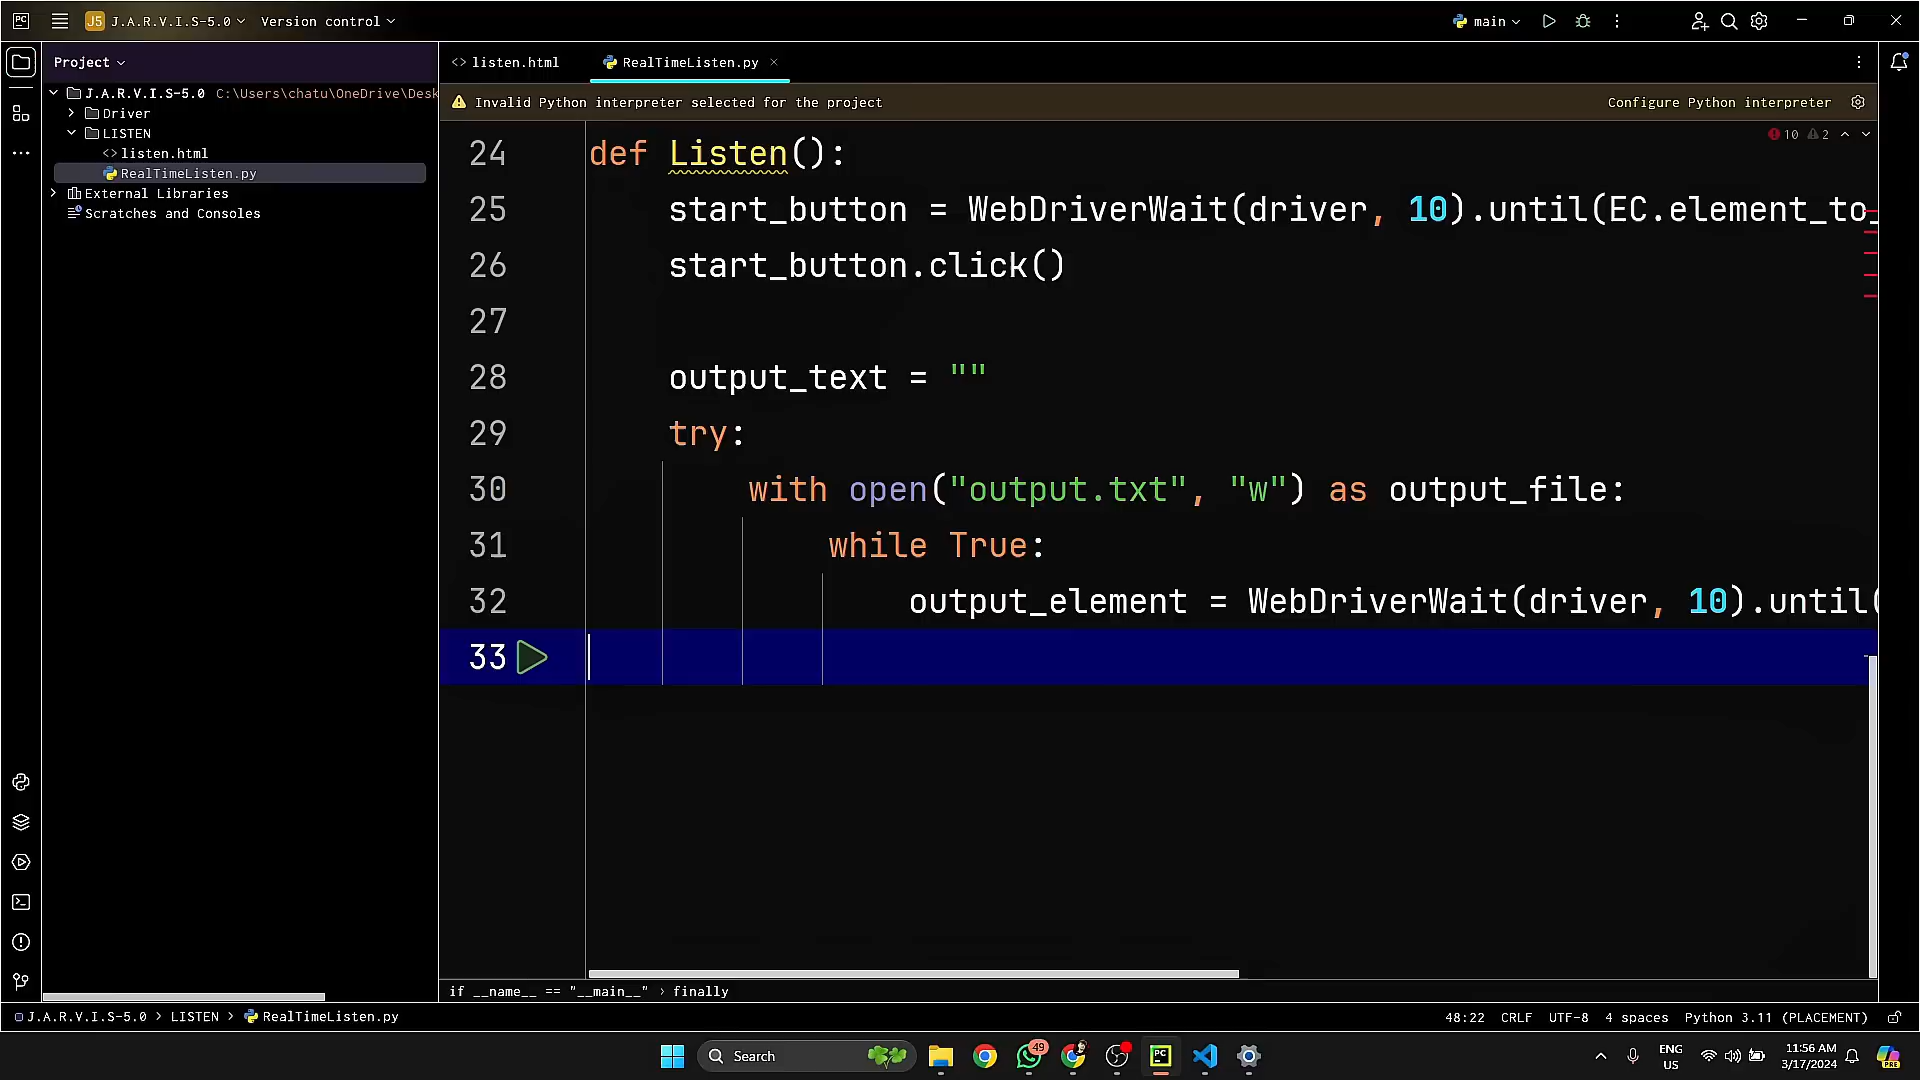 PC J5 J.A.R.V.I.S-5.0 Version control main
Project
listen.html RealTimeListen.py
J.A.R.V.I.S-5.0 C:\Users\chatu\OneDrive\Desk
Invalid Python interpreter selected for the project Configure Python interpreter
Driver
LISTEN
listen.html
RealTimeListen.py
External Libraries
Scratches and Consoles
10 2
24 def Listen():
25 start_button = WebDriverWait(driver, 10).until(EC.element_to_
26 start_button.click()
27
28 output_text = ""
29 try:
30 with open("output.txt", "w") as output_file:
31 while True:
32 output_element = WebDriverWait(driver, 10).until(
33
if __name__ == "__main__" › finally
J.A.R.V.I.S-5.0 › LISTEN › RealTimeListen.py
48:22 CRLF UTF-8 4 spaces Python 3.11 (PLACEMENT)
Search
49
PC
ENG
US
11:56 AM
3/17/2024
PRE